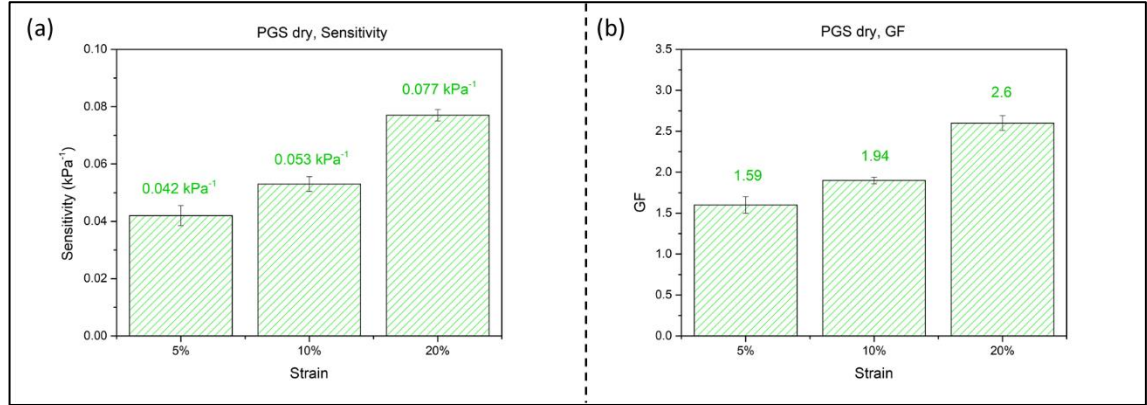 (a)
PGS dry, Sensitivity
0.10
0.08
0.06
0.04
0.02
0.00
Sensitivity (kPa⁻¹)
0.042 kPa⁻¹
0.053 kPa⁻¹
0.077 kPa⁻¹
5%
10%
20%
Strain
(b)
PGS dry, GF
3.5
3.0
2.5
2.0
1.5
1.0
0.5
0.0
GF
1.59
1.94
2.6
5%
10%
20%
Strain